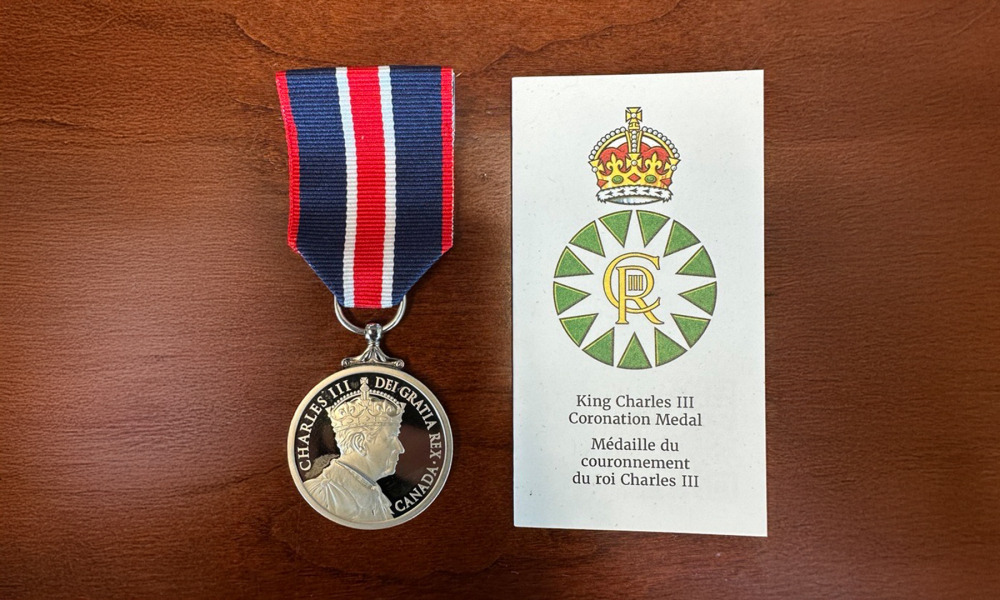 CHARLES III DEI·GRATIA REX·
CANADA
CR
III
King Charles III
Coronation Medal
Médaille du
couronnement
du roi Charles III